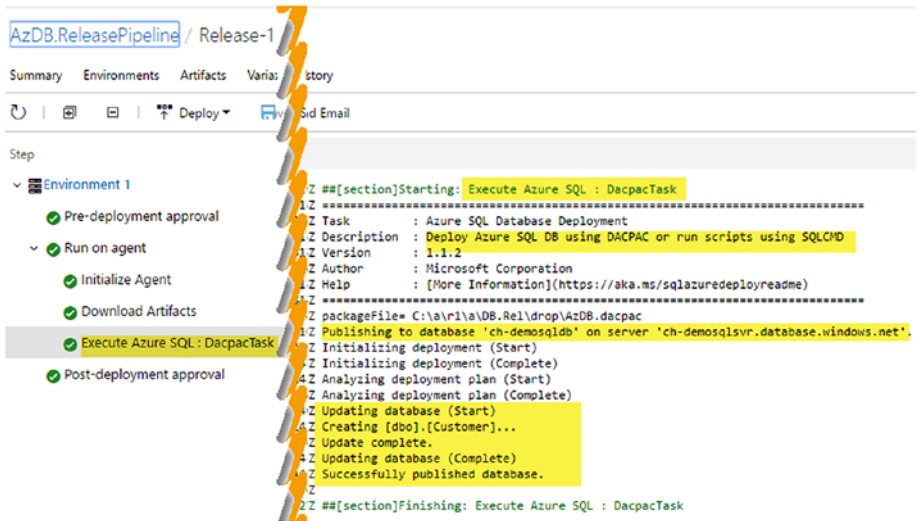 AzDB.ReleasePipeline / Release-1
Summary Environments Artifacts story
Deploy Email
Step
Environment 1
Pre-deployment approval
Run on agent
Initialize Agent
Download Artifacts
Execute Azure SQL : DacpacTask
Post-deployment approval
Z ##[section]Starting: Execute Azure SQL : DacpacTask
Z ==============================================================================
Z Task : Azure SQL Database Deployment
Z Description : Deploy Azure SQL DB using DACPAC or run scripts using SQLCMD
Z Version : 1.1.2
Z Author : Microsoft Corporation
Z Help : [More Information](https://aka.ms/sqlazuredeployreadme)
Z ==============================================================================
Z packageFile= C:\a\r1\a\DB.Rel\drop\AzDB.dacpac
Z Publishing to database 'ch-demosqldb' on server 'ch-demosqlsvr.database.windows.net'.
Z Initializing deployment (Start)
Z Initializing deployment (Complete)
Z Analyzing deployment plan (Start)
Z Analyzing deployment plan (Complete)
Z Updating database (Start)
Z Creating [dbo].[Customer]...
Z Update complete.
Z Updating database (Complete)
Z Successfully published database.
Z
Z ##[section]Finishing: Execute Azure SQL : DacpacTask